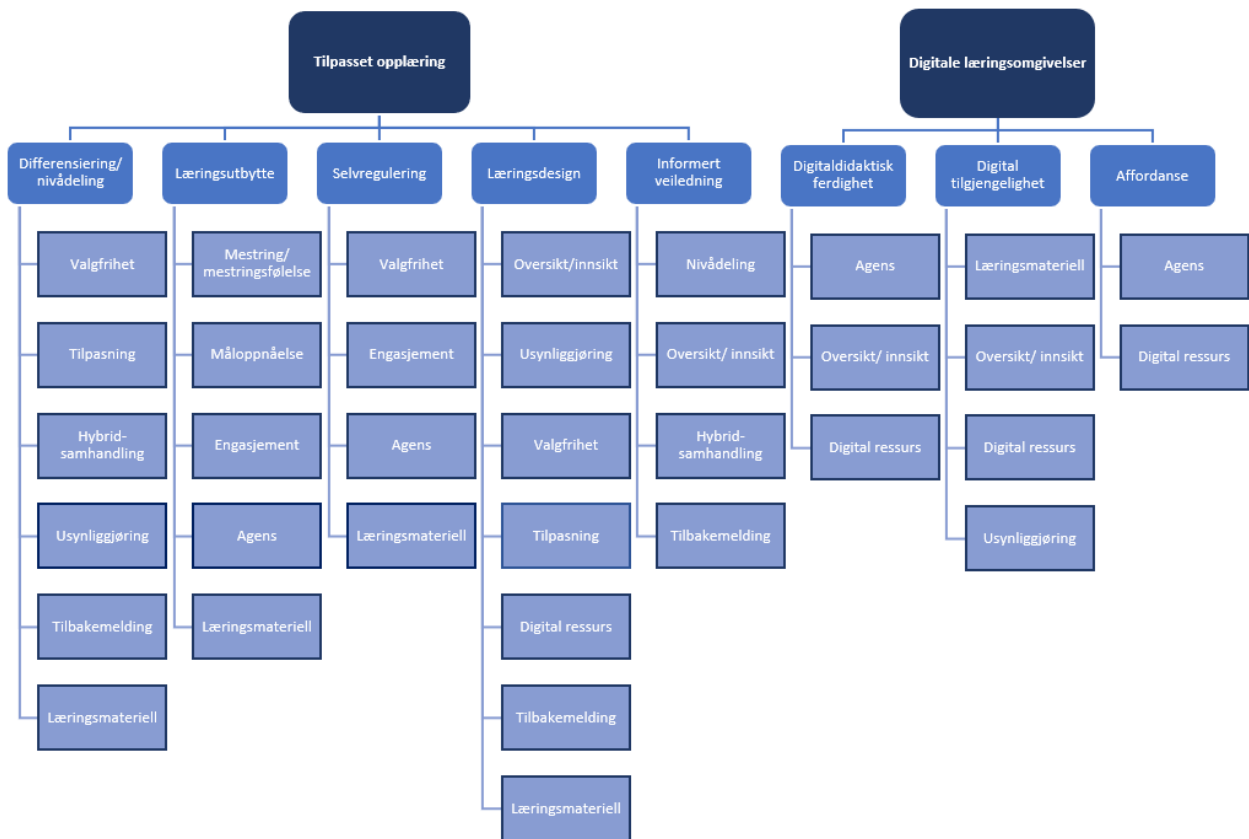 Tilpasset opplæring
Digitale læringsomgivelser
Differensiering/
nivådeling
Læringsutbytte
Selvregulering
Læringsdesign
Informert
veiledning
Digitaldidaktisk
ferdighet
Digital
tilgjengelighet
Affordanse
Valgfrihet
Tilpasning
Hybrid-
samhandling
Usynliggjøring
Tilbakemelding
Læringsmateriell
Mestring/
mestringsfølelse
Måloppnåelse
Engasjement
Agens
Læringsmateriell
Valgfrihet
Engasjement
Agens
Læringsmateriell
Oversikt/innsikt
Usynliggjøring
Valgfrihet
Tilpasning
Digital ressurs
Tilbakemelding
Læringsmateriell
Nivådeling
Oversikt/ innsikt
Hybrid-
samhandling
Tilbakemelding
Agens
Oversikt/ innsikt
Digital ressurs
Læringsmateriell
Oversikt/ innsikt
Digital ressurs
Usynliggjøring
Agens
Digital ressurs